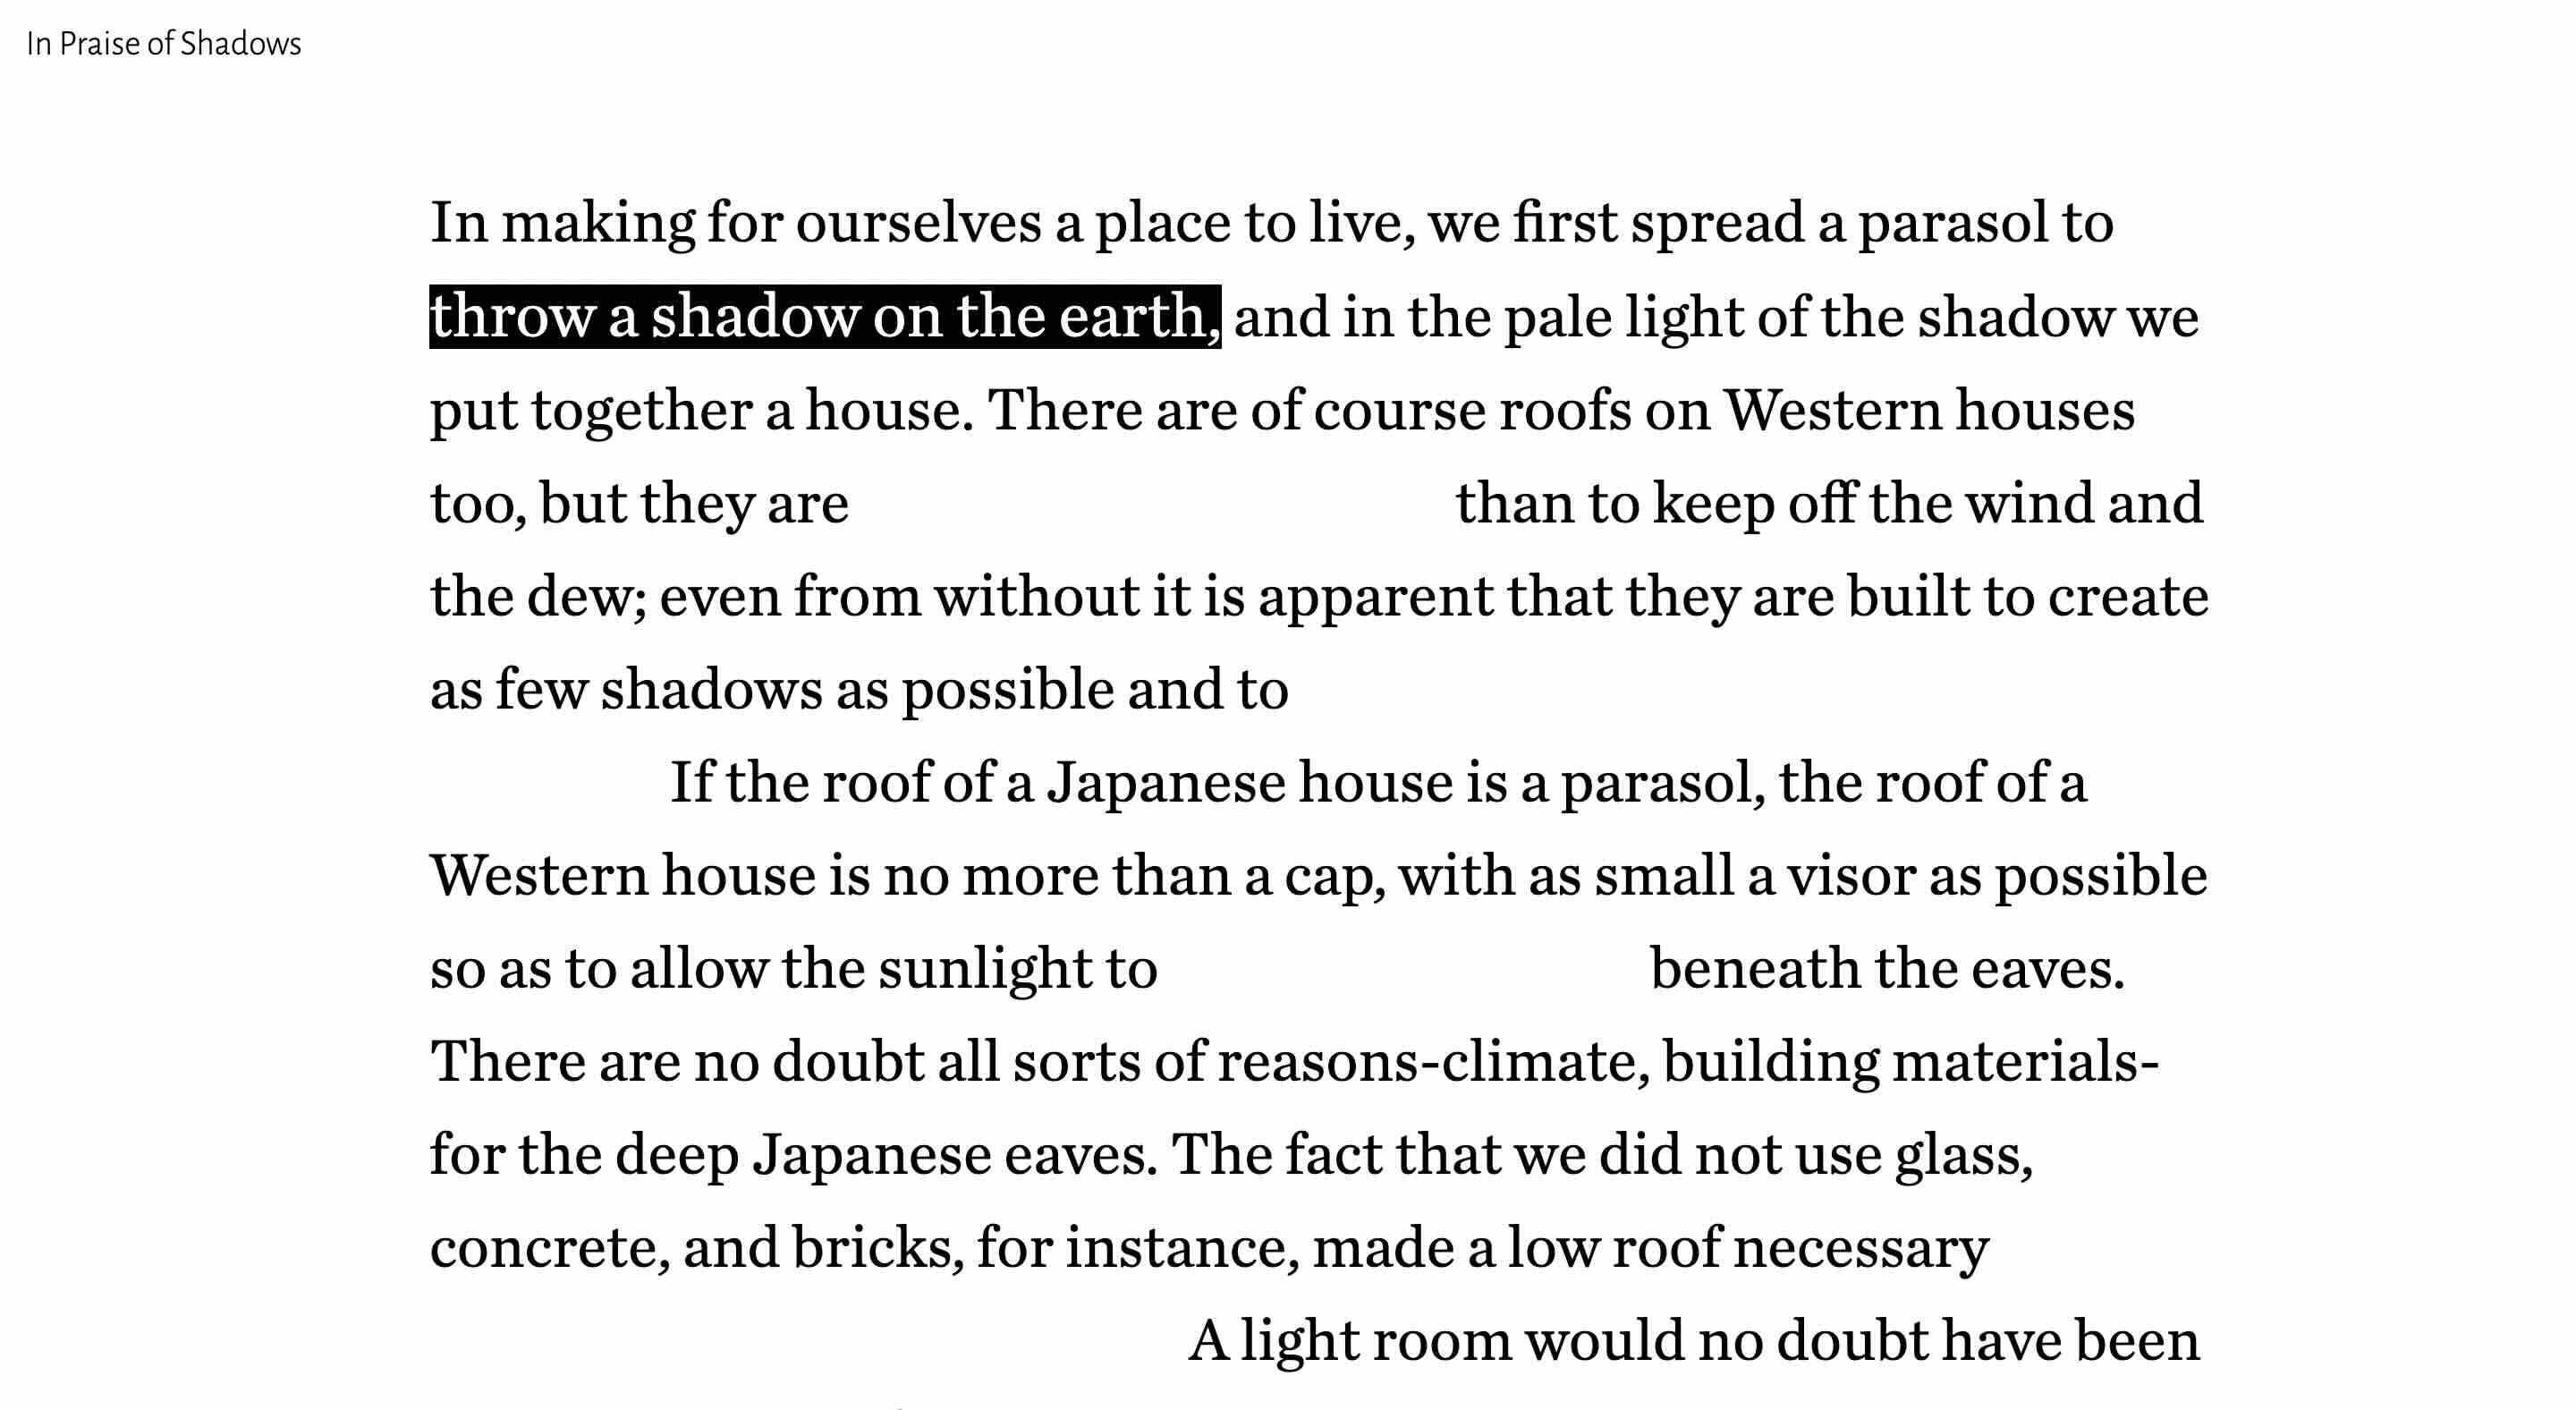 In Praise of Shadows
In making for ourselves a place to live, we first spread a parasol to
throw a shadow on the earth, and in the pale light of the shadow we
put together a house. There are of course roofs on Western houses
too, but they are than to keep off the wind and
the dew; even from without it is apparent that they are built to create
as few shadows as possible and to
If the roof of a Japanese house is a parasol, the roof of a
Western house is no more than a cap, with as small a visor as possible
so as to allow the sunlight to beneath the eaves.
There are no doubt all sorts of reasons-climate, building materials-
for the deep Japanese eaves. The fact that we did not use glass,
concrete, and bricks, for instance, made a low roof necessary
A light room would no doubt have been